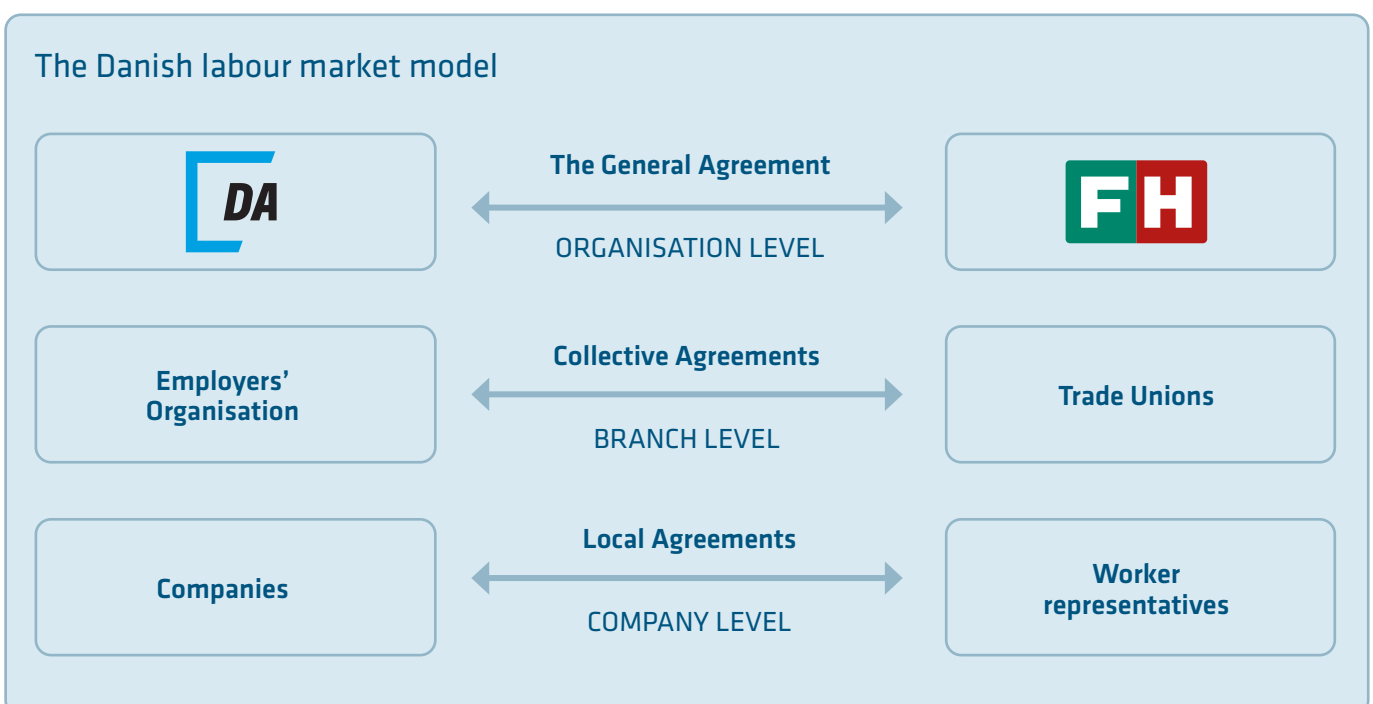 The Danish labour market model
DA
The General Agreement
ORGANISATION LEVEL
FH
Employers’
Organisation
Collective Agreements
BRANCH LEVEL
Trade Unions
Companies
Local Agreements
COMPANY LEVEL
Worker
representatives